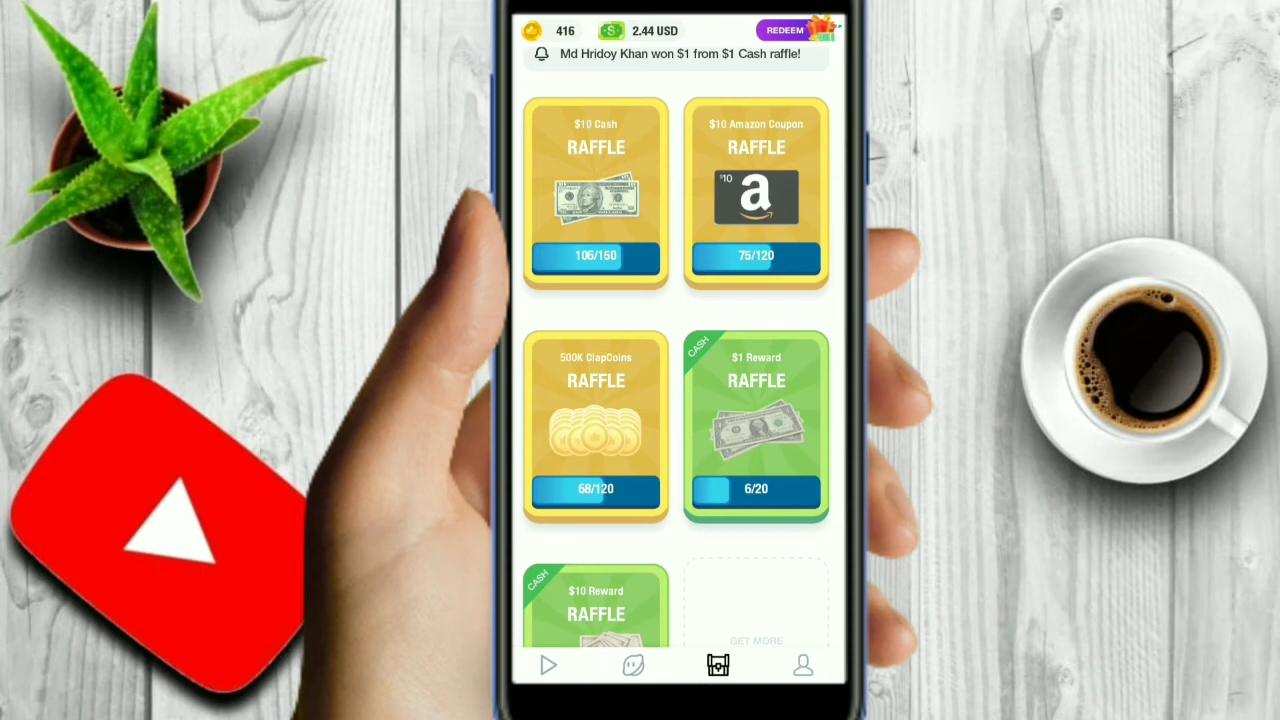 416
2.44 USD
REDEEM
Md Hridoy Khan won $1 from $1 Cash raffle!
$10 Cash
RAFFLE
106/150
$10 Amazon Coupon
RAFFLE
$10
a
75/120
500K ClapCoins
RAFFLE
68/120
CASH
$1 Reward
RAFFLE
6/20
CASH
$10 Reward
RAFFLE
GET MORE